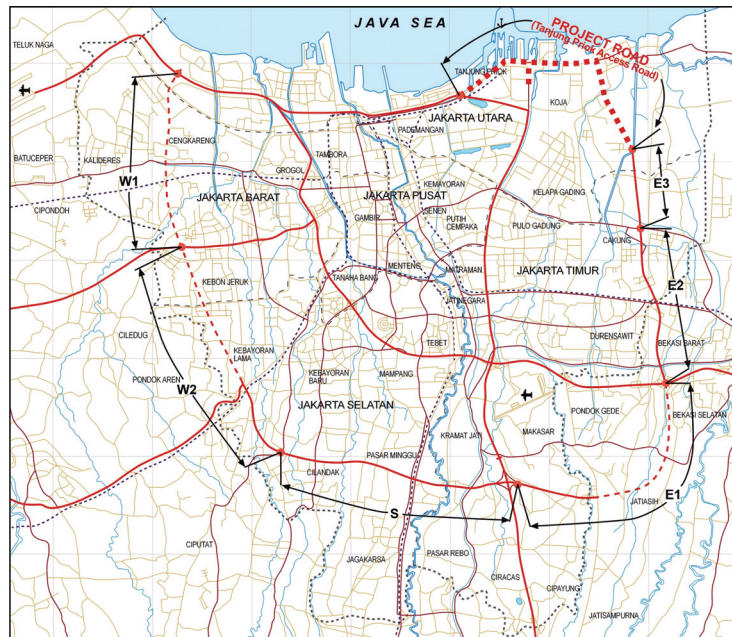 JAVA SEA
TELUK NAGA
PROJECT ROAD
(Tanjung Priok Access Road)
TANJUNG PRIOK
KOJA
JAKARTA UTARA
PADEMANGAN
CENGKARENG
BATUCEPER
KALIDERES
W1
TAMBORA
GROGOL
KEMAYORAN
KELAPA GADING
E3
JAKARTA BARAT
JAKARTA PUSAT
CIPONDOH
GAMBIR
SENEN
PUTIH
CEMPAKA
PULO GADUNG
CAKUNG
MENTENG
MATRAMAN
JAKARTA TIMUR
KEBON JERUK
TANAHA BANG
E2
JATINEGARA
CILEDUG
DURENSAWIT
BEKASI BARAT
TEBET
KEBAYORAN
LAMA
PONDOK AREN
KEBAYORAN
BARU
MAMPANG
W2
JAKARTA SELATAN
PONDOK GEDE
BEKASI SELATAN
MAKASAR
KRAMAT JATI
PASAR MINGGU
CILANDAK
E1
JATIASIH
S
CIPUTAT
JAGAKARSA
PASAR REBO
CIRACAS
CIPAYUNG
JATISAMPURNA